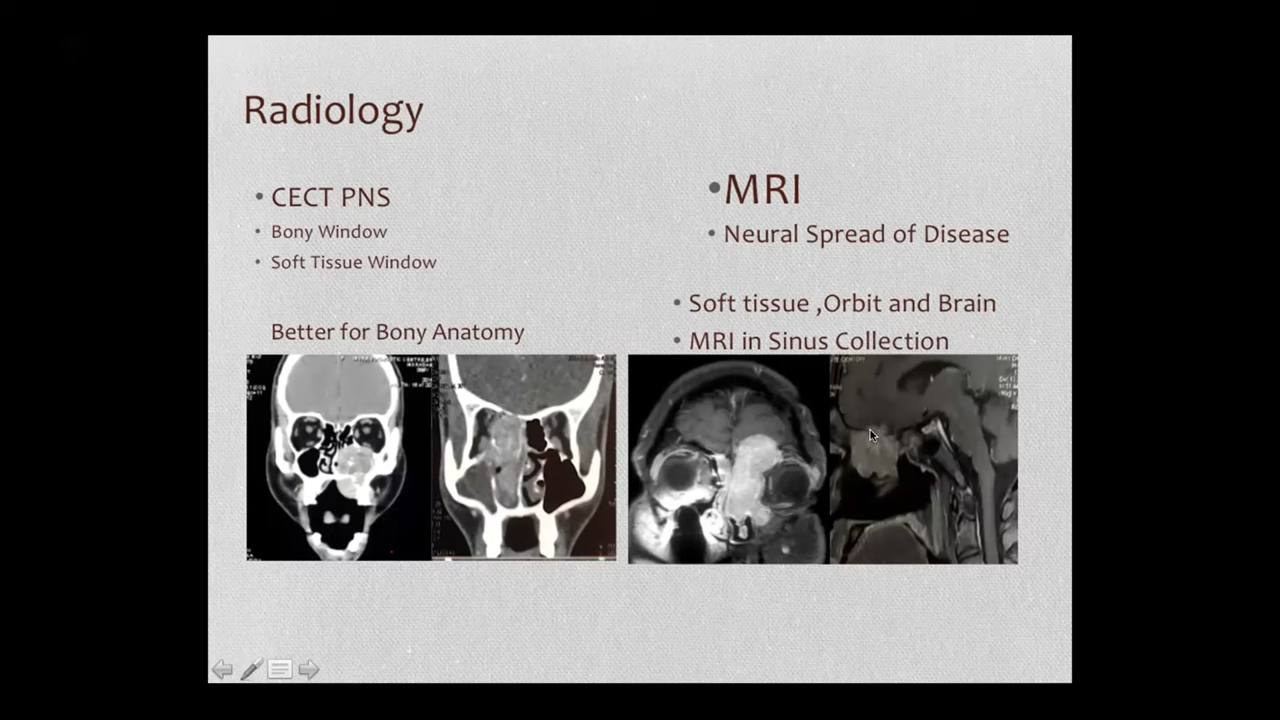 Radiology
• CECT PNS
• Bony Window
• Soft Tissue Window
Better for Bony Anatomy
• MRI
• Neural Spread of Disease
• Soft tissue ,Orbit and Brain
• MRI in Sinus Collection